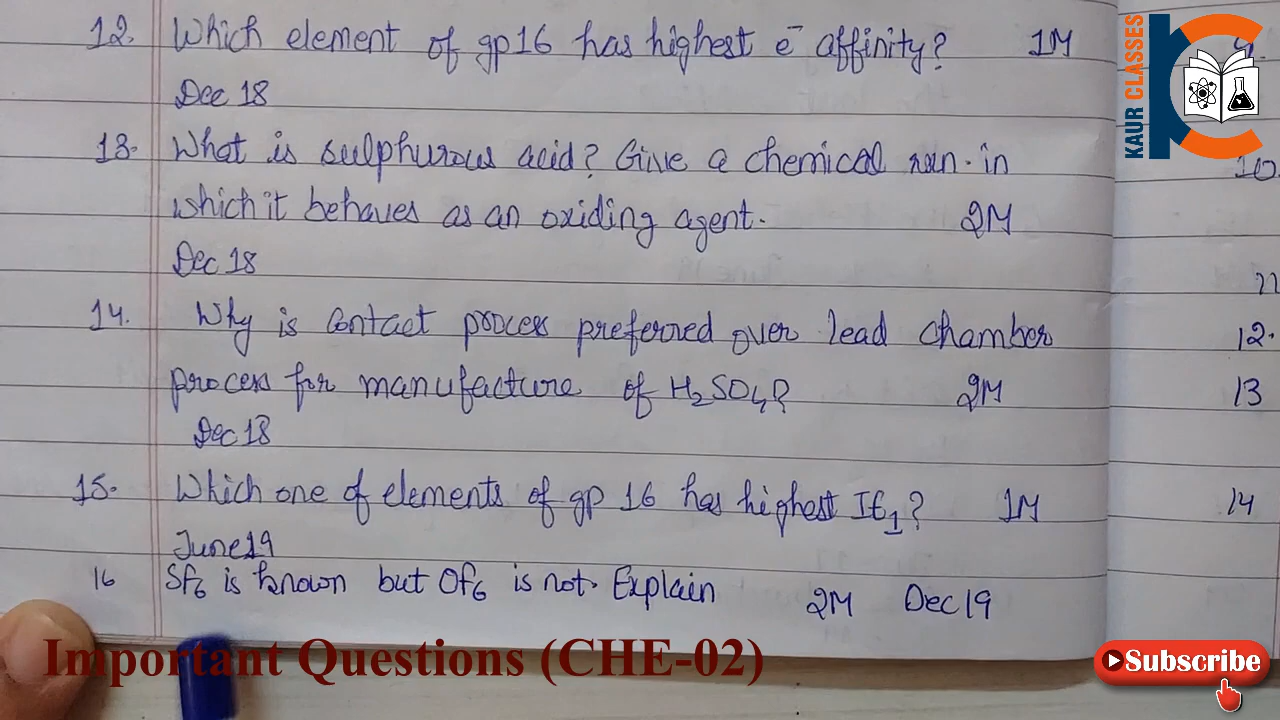 12. Which element of gp16 has highest e⁻ affinity? 1M
Dec 18
13. What is sulphurous acid? Give a chemical rxn. in
which it behaves as an oxiding agent. 2M
Dec 18
14. Why is contact process preferred over lead chamber
process for manufacture of H₂SO₄? 2M
Dec 18
15. Which one of elements of gp 16 has highest IE₁? 1M
June19
16 SF₆ is known but OF₆ is not. Explain 2M Dec 19
10.
11
12.
13
14
KAUR CLASSES
Important Questions (CHE-02)
Subscribe